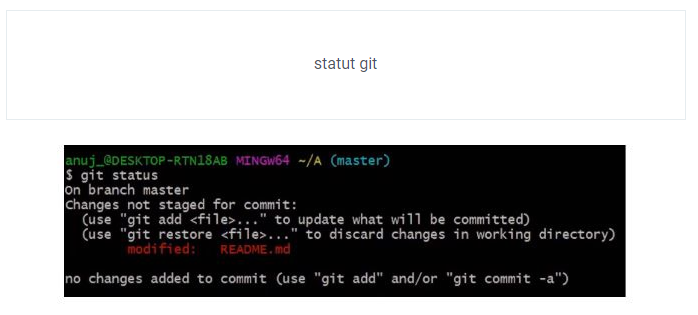 statut git
anuj_@DESKTOP-RTN18AB MINGW64 ~/A (master)
$ git status
On branch master
Changes not staged for commit:
(use "git add <file>..." to update what will be committed)
(use "git restore <file>..." to discard changes in working directory)
modified: README.md
no changes added to commit (use "git add" and/or "git commit -a")